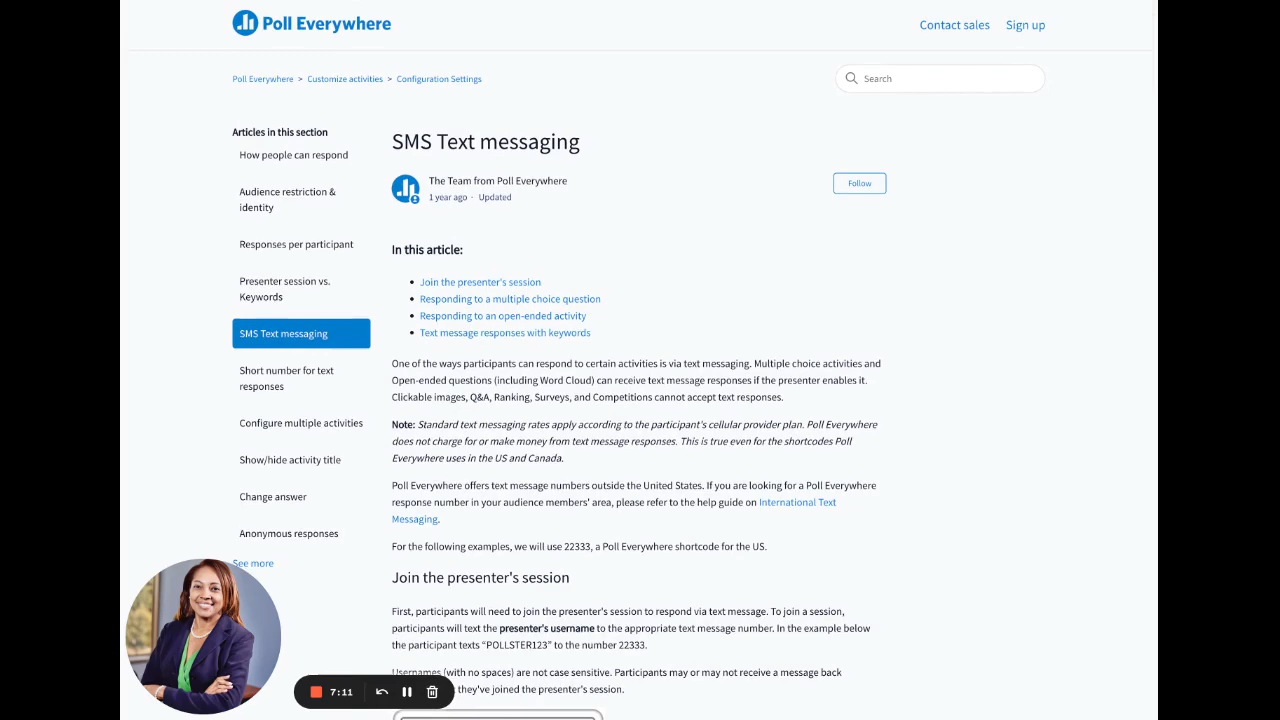 Poll Everywhere
Contact sales
Sign up
Poll Everywhere > Customize activities > Configuration Settings
Search
Articles in this section
How people can respond
Audience restriction &
identity
Responses per participant
Presenter session vs.
Keywords
SMS Text messaging
Short number for text
responses
Configure multiple activities
Show/hide activity title
Change answer
Anonymous responses
See more
SMS Text messaging
The Team from Poll Everywhere
1 year ago · Updated
Follow
In this article:
• Join the presenter's session
• Responding to a multiple choice question
• Responding to an open-ended activity
• Text message responses with keywords
One of the ways participants can respond to certain activities is via text messaging. Multiple choice activities and
Open-ended questions (including Word Cloud) can receive text message responses if the presenter enables it.
Clickable images, Q&A, Ranking, Surveys, and Competitions cannot accept text responses.
Note: Standard text messaging rates apply according to the participant's cellular provider plan. Poll Everywhere
does not charge for or make money from text message responses. This is true even for the shortcodes Poll
Everywhere uses in the US and Canada.
Poll Everywhere offers text message numbers outside the United States. If you are looking for a Poll Everywhere
response number in your audience members' area, please refer to the help guide on International Text
Messaging.
For the following examples, we will use 22333, a Poll Everywhere shortcode for the US.
Join the presenter's session
First, participants will need to join the presenter's session to respond via text message. To join a session,
participants will text the presenter's username to the appropriate text message number. In the example below
the participant texts “POLLSTER123” to the number 22333.
Usernames (with no spaces) are not case sensitive. Participants may or may not receive a message back
they've joined the presenter's session.
7:11